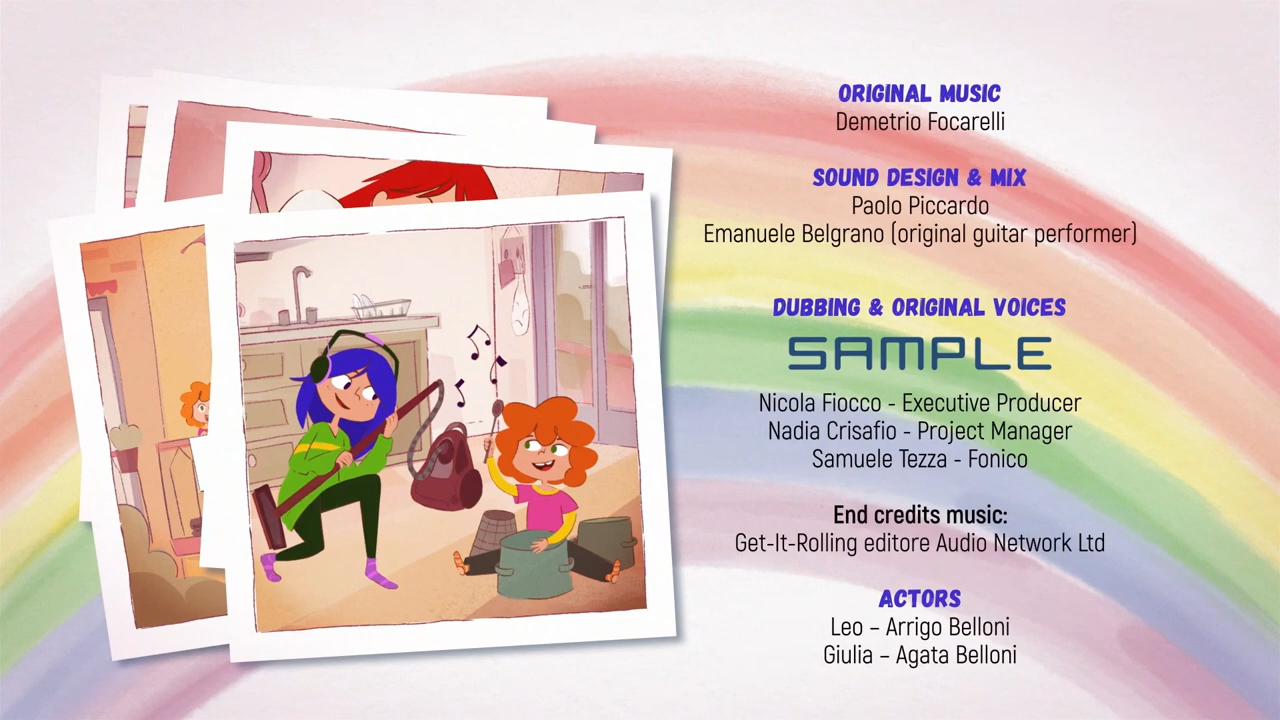 ORIGINAL MUSIC
Demetrio Focarelli
SOUND DESIGN & MIX
Paolo Piccardo
Emanuele Belgrano (original guitar performer)
DUBBING & ORIGINAL VOICES
SAMPLE
Nicola Fiocco - Executive Producer
Nadia Crisafio - Project Manager
Samuele Tezza - Fonico
End credits music:
Get-It-Rolling editore Audio Network Ltd
ACTORS
Leo – Arrigo Belloni
Giulia – Agata Belloni